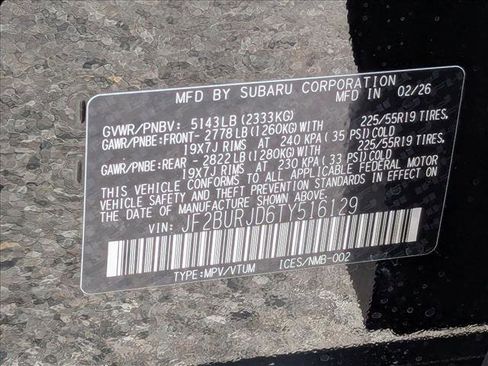 MFD BY SUBARU CORPORATION
MFD IN 02/26
GVWR/PNBV: 5143LB(2333KG)
GAWR/PNBE:FRONT- 2778LB(1260KG)WITH 225/55R19 TIRES,
19X7J RIMS AT 240 KPA( 35 PSI)COLD
GAWR/PNBE:REAR - 2822LB(1280KG)WITH 225/55R19 TIRES,
19X7J RIMS AT 230 KPA( 33 PSI)COLD
THIS VEHICLE CONFORMS TO ALL APPLICABLE FEDERAL MOTOR
VEHICLE SAFETY AND THEFT PREVENTION STANDARDS IN EFFECT ON
THE DATE OF MANUFACTURE SHOWN ABOVE.
VIN: JF2BURJD6TY516129
TYPE:MPV/VTUM ICES/NMB-002